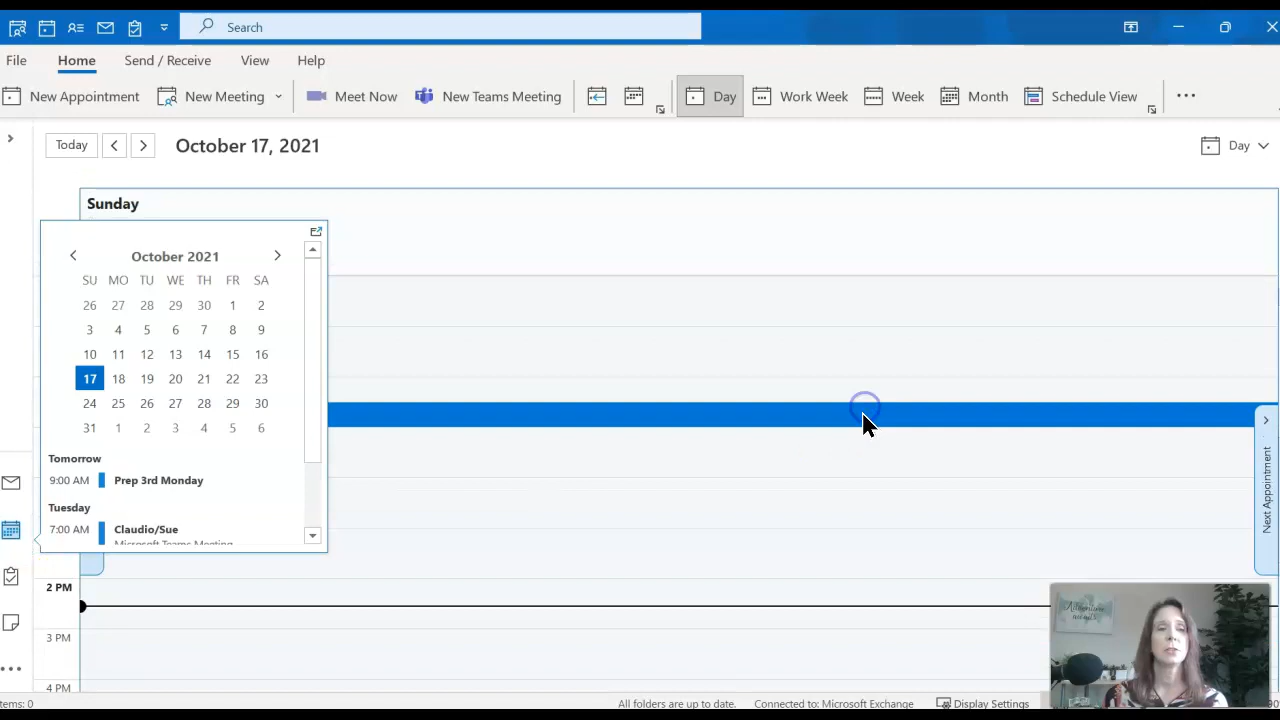 Search
File Home Send / Receive View Help
New Appointment New Meeting Meet Now New Teams Meeting Day Work Week Week Month Schedule View
Today October 17, 2021 Day
Sunday
October 2021
SU MO TU WE TH FR SA
26 27 28 29 30 1 2
3 4 5 6 7 8 9
10 11 12 13 14 15 16
17 18 19 20 21 22 23
24 25 26 27 28 29 30
31 1 2 3 4 5 6
Tomorrow
9:00 AM Prep 3rd Monday
Tuesday
7:00 AM Claudio/Sue
Microsoft Teams Meeting
Next Appointment
2 PM
3 PM
4 PM
tems: 0 All folders are up to date. Connected to: Microsoft Exchange Display Settings